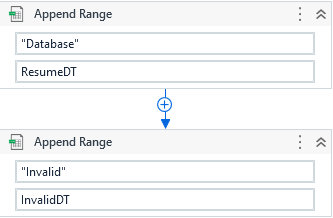 Append Range
"Database"
ResumeDT
Append Range
"Invalid"
InvalidDT